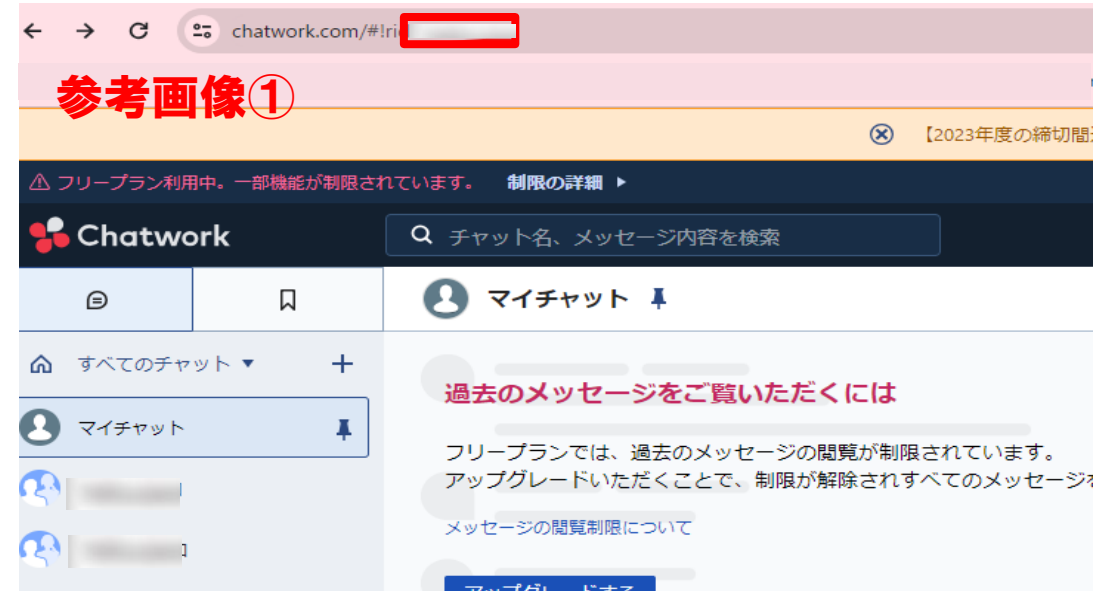 chatwork.com/#!ri
参考画像①
【2023年度の締切間
フリープラン利用中。一部機能が制限されています。 制限の詳細
Chatwork
チャット名、メッセージ内容を検索
マイチャット
すべてのチャット
マイチャット
過去のメッセージをご覧いただくには
フリープランでは、過去のメッセージの閲覧が制限されています。
アップグレードいただくことで、制限が解除されすべてのメッセージを
メッセージの閲覧制限について
アップグレードする